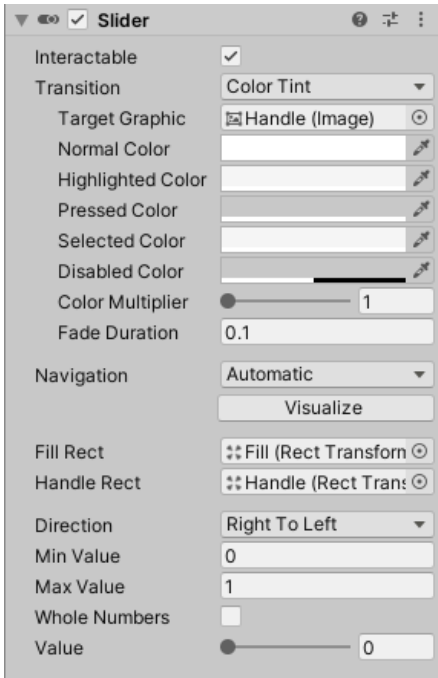 Slider
Interactable
Transition Color Tint
Target Graphic Handle (Image)
Normal Color
Highlighted Color
Pressed Color
Selected Color
Disabled Color
Color Multiplier 1
Fade Duration 0.1
Navigation Automatic
Visualize
Fill Rect Fill (Rect Transform
Handle Rect Handle (Rect Trans
Direction Right To Left
Min Value 0
Max Value 1
Whole Numbers
Value 0